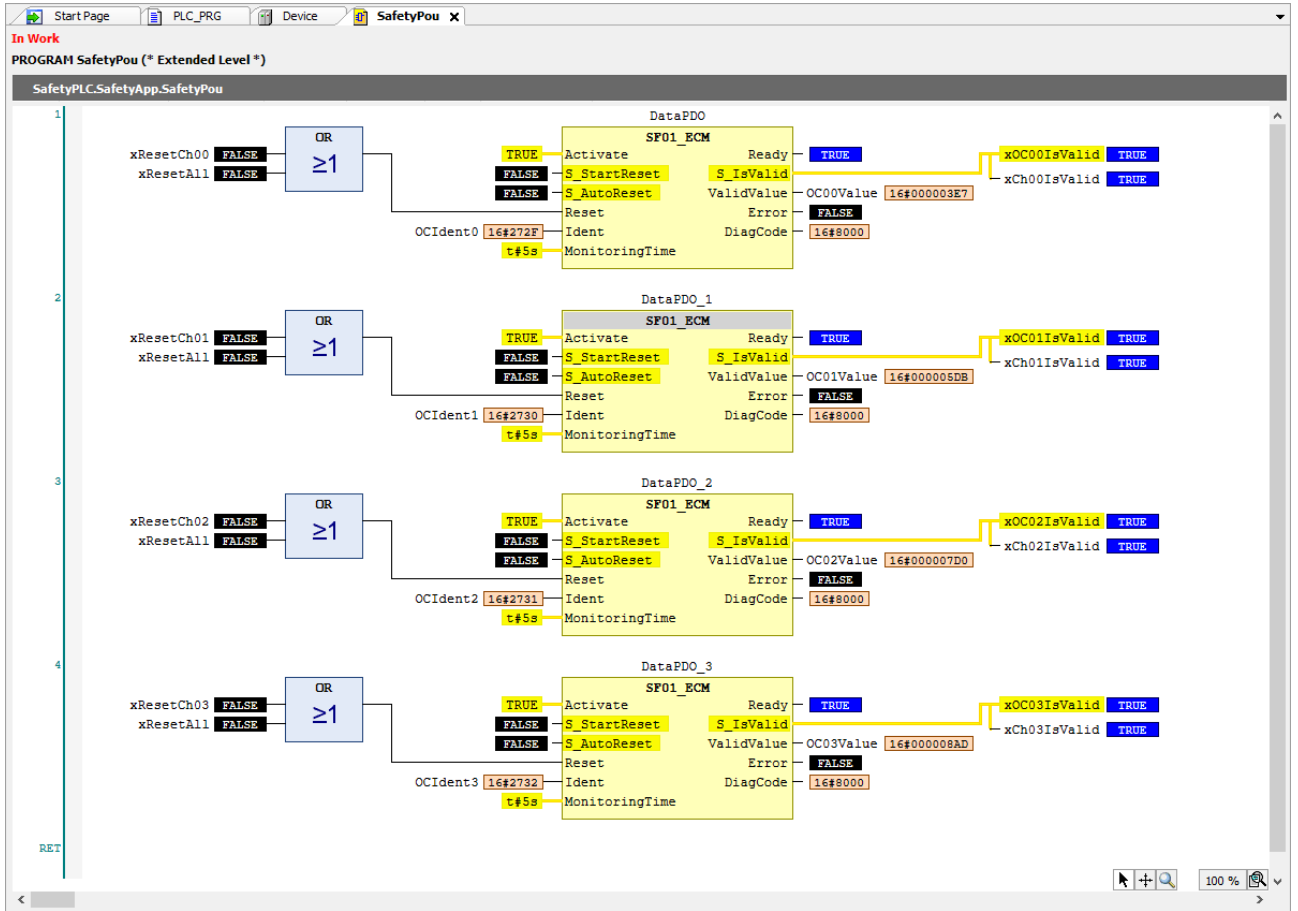 Start Page PLC_PRG Device SafetyPou x
In Work
PROGRAM SafetyPou (* Extended Level *)
SafetyPLC.SafetyApp.SafetyPou
1 DataPDO
OR SF01_ECM
xResetCh00 FALSE ≥1 TRUE Activate Ready TRUE xOC00IsValid TRUE
xResetAll FALSE FALSE S_StartReset S_IsValid xCh00IsValid TRUE
FALSE S_AutoReset ValidValue OC00Value 16#000003E7
Reset Error FALSE
OCIdent0 16#272F Ident DiagCode 16#8000
t#5s MonitoringTime
2 DataPDO_1
OR SF01_ECM
xResetCh01 FALSE ≥1 TRUE Activate Ready TRUE xOC01IsValid TRUE
xResetAll FALSE FALSE S_StartReset S_IsValid xCh01IsValid TRUE
FALSE S_AutoReset ValidValue OC01Value 16#000005DB
Reset Error FALSE
OCIdent1 16#2730 Ident DiagCode 16#8000
t#5s MonitoringTime
3 DataPDO_2
OR SF01_ECM
xResetCh02 FALSE ≥1 TRUE Activate Ready TRUE xOC02IsValid TRUE
xResetAll FALSE FALSE S_StartReset S_IsValid xCh02IsValid TRUE
FALSE S_AutoReset ValidValue OC02Value 16#000007D0
Reset Error FALSE
OCIdent2 16#2731 Ident DiagCode 16#8000
t#5s MonitoringTime
4 DataPDO_3
OR SF01_ECM
xResetCh03 FALSE ≥1 TRUE Activate Ready TRUE xOC03IsValid TRUE
xResetAll FALSE FALSE S_StartReset S_IsValid xCh03IsValid TRUE
FALSE S_AutoReset ValidValue OC03Value 16#000008AD
Reset Error FALSE
OCIdent3 16#2732 Ident DiagCode 16#8000
t#5s MonitoringTime
RET
100 %